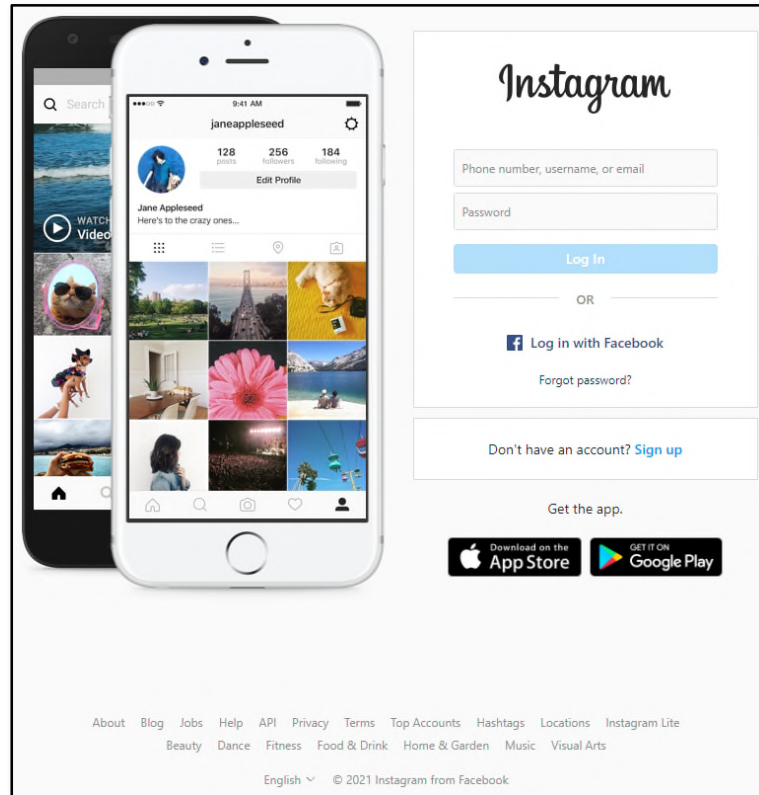 Search
WATCH
Video
9:41 AM
janeappleseed
128 256 184
posts followers following
Edit Profile
Jane Appleseed
Here's to the crazy ones...
Instagram
Phone number, username, or email
Password
Log In
OR
Log in with Facebook
Forgot password?
Don't have an account? Sign up
Get the app.
Download on the
App Store
GET IT ON
Google Play
About Blog Jobs Help API Privacy Terms Top Accounts Hashtags Locations Instagram Lite
Beauty Dance Fitness Food & Drink Home & Garden Music Visual Arts
English © 2021 Instagram from Facebook